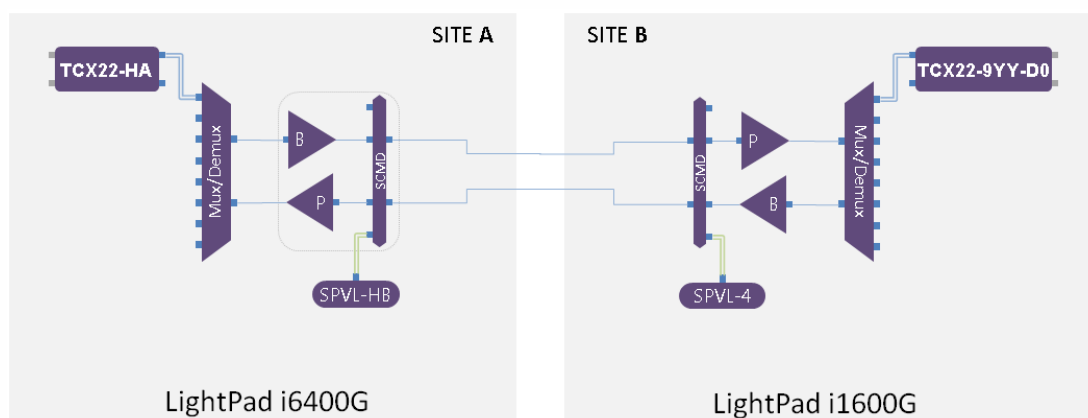 SITE A
SITE B
TCX22-HA
TCX22-9YY-D0
Mux/Demux
B
P
SCMD
SPVL-HB
SCMD
P
B
Mux/Demux
SPVL-4
LightPad i6400G
LightPad i1600G